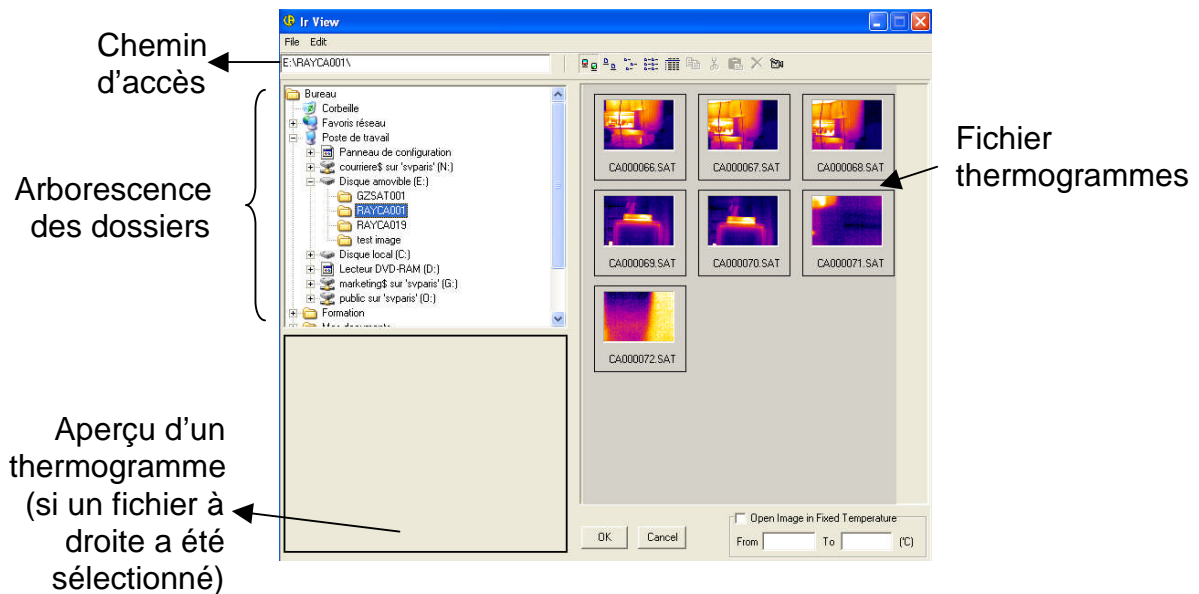 Ir View
File Edit
E:\RAYCA001\
Chemin
d'accès
Bureau
Corbeille
Favoris réseau
Poste de travail
Panneau de configuration
courriere$ sur 'svparis' (N:)
Disque amovible (E:)
GZSAT001
RAYCA001
RAYCA019
test image
Disque local (C:)
Lecteur DVD-RAM (D:)
marketing$ sur 'svparis' (G:)
public sur 'svparis' (O:)
Formation
Mes documents
Arborescence
des dossiers
CA000066.SAT
CA000067.SAT
CA000068.SAT
CA000069.SAT
CA000070.SAT
CA000071.SAT
CA000072.SAT
Fichier
thermogrammes
Aperçu d'un
thermogramme
(si un fichier à
droite a été
sélectionné)
OK
Cancel
Open Image in Fixed Temperature
From To (°C)